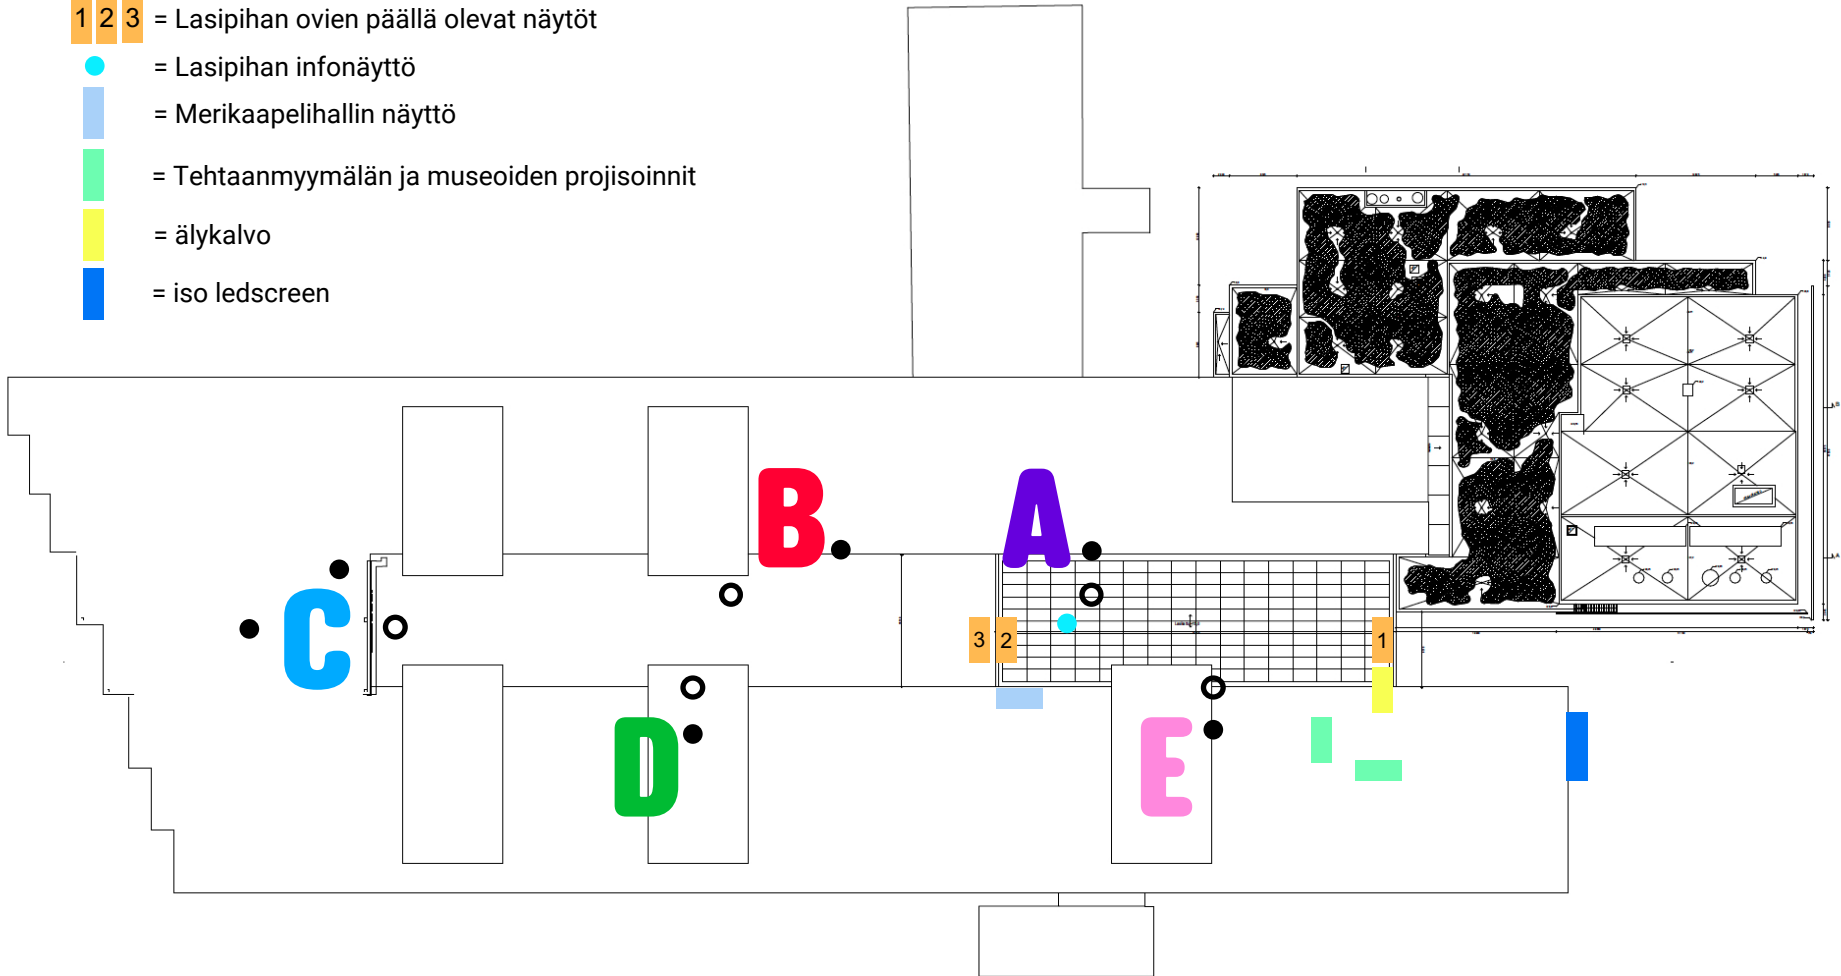 1 2 3 = Lasipihan ovien päällä olevat näytöt
= Lasipihan infonäyttö
= Merikaapelihallin näyttö
= Tehtaanmyymälän ja museoiden projisoinnit
= älykalvo
= iso ledscreen
B A
C
3 2 1
D E